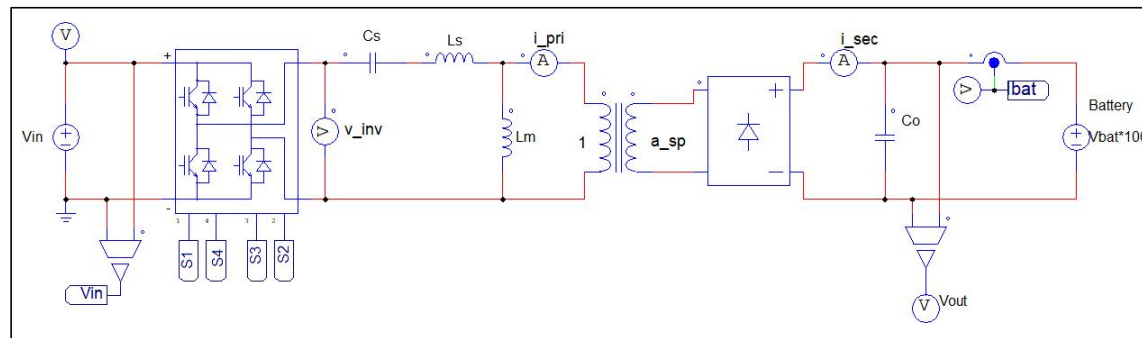 V
Vin
+
-
1
4
3
2
S1
S4
S3
S2
Vin
V
v_inv
Cs
Ls
i_pri
A
Lm
1
a_sp
i_sec
A
Co
V
Ibat
Battery
Vbat*100
V
Vout